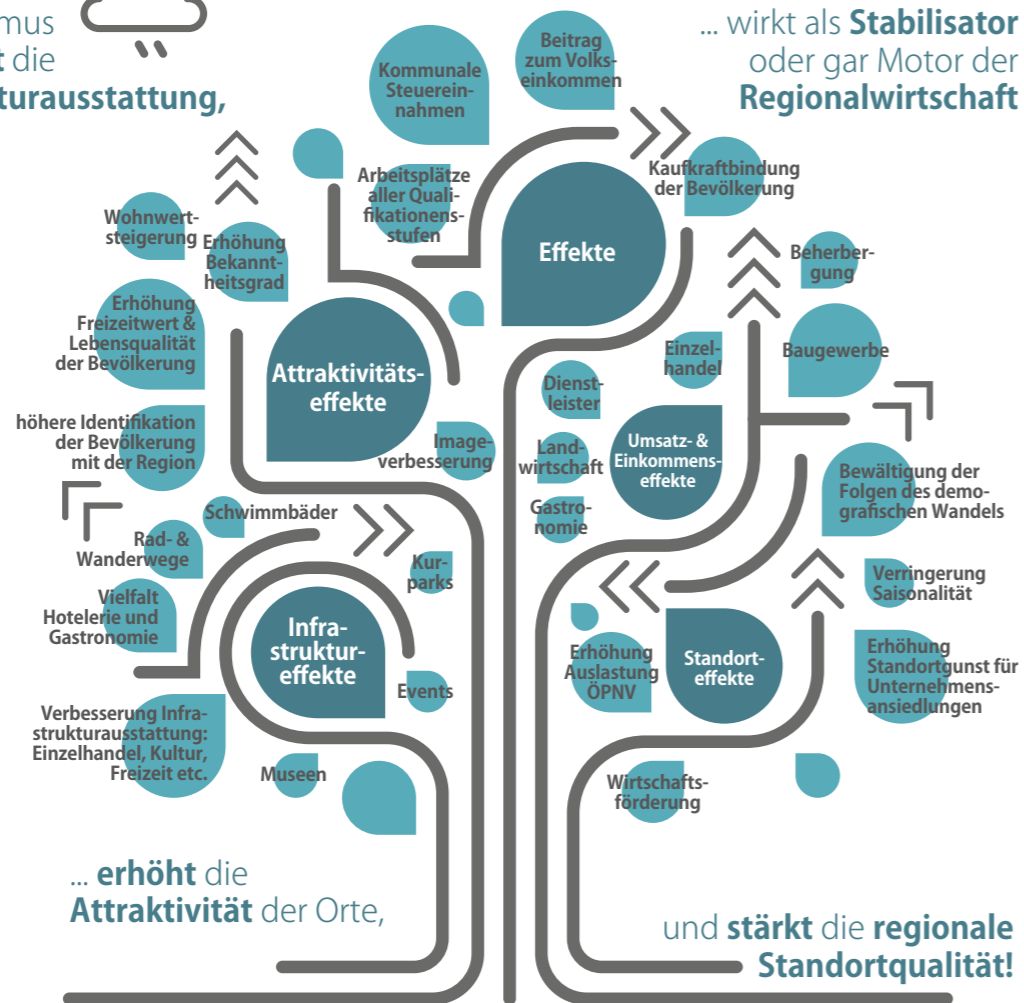 mus
t die
turausstattung,
... wirkt als Stabilisator
oder gar Motor der
Regionalwirtschaft
Beitrag
zum Volks-
einkommen
Kommunale
Steuerein-
nahmen
Arbeitsplätze
aller Quali-
fikationens-
stufen
Kaufkraftbindung
der Bevölkerung
Effekte
Wohnwert-
steigerung
Erhöhung
Bekannt-
heitsgrad
Erhöhung
Freizeitwert &
Lebensqualität
der Bevölkerung
Attraktivitäts-
effekte
höhere Identifikation
der Bevölkerung
mit der Region
Image-
verbesserung
Beherber-
gung
Baugewerbe
Einzel-
handel
Dienst-
leister
Land-
wirtschaft
Gastro-
nomie
Umsatz- &
Einkommens-
effekte
Bewältigung der
Folgen des demo-
grafischen Wandels
Schwimmbäder
Rad- &
Wanderwege
Kur-
parks
Vielfalt
Hotelerie und
Gastronomie
Infra-
struktur-
effekte
Events
Verbesserung Infra-
strukturausstattung:
Einzelhandel, Kultur,
Freizeit etc.
Museen
Verringerung
Saisonalität
Erhöhung
Auslastung
ÖPNV
Standort-
effekte
Erhöhung
Standortgunst für
Unternehmens-
ansiedlungen
Wirtschafts-
förderung
... erhöht die
Attraktivität der Orte,
und stärkt die regionale
Standortqualität!